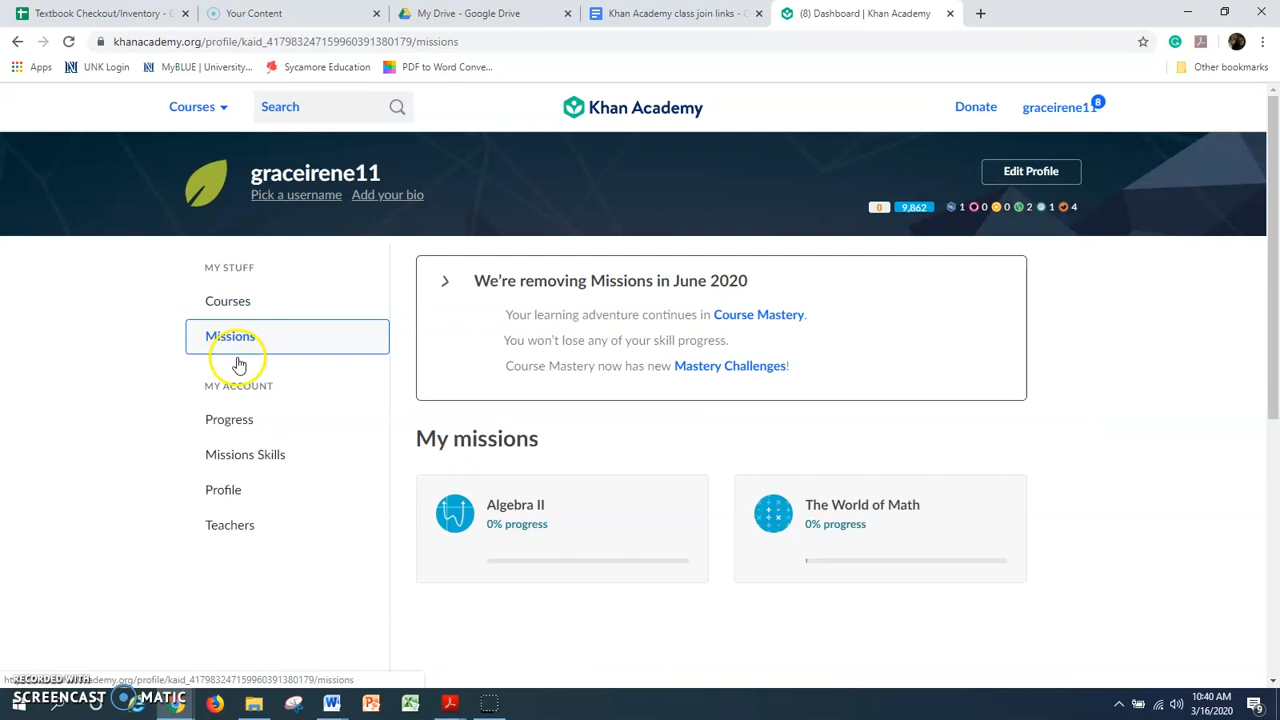 Textbook Checkout/Inventory -
Your Content
My Drive - Google Drive
Khan Academy class join links - G
(8) Dashboard | Khan Academy
khanacademy.org/profile/kaid_417983247159960391380179/missions
Apps
UNK Login
MyBLUE | University...
Sycamore Education
PDF to Word Conve...
Other bookmarks
Courses
Search
Khan Academy
Donate
graceirene11
8
graceirene11
Pick a username
Add your bio
Edit Profile
0 9,862 1 0 0 2 1 4
MY STUFF
Courses
Missions
MY ACCOUNT
Progress
Missions Skills
Profile
Teachers
We're removing Missions in June 2020
Your learning adventure continues in Course Mastery.
You won't lose any of your skill progress.
Course Mastery now has new Mastery Challenges!
My missions
Algebra II
0% progress
The World of Math
0% progress
RECORDED WITH
SCREENCAST MATIC
10:40 AM
3/16/2020
9